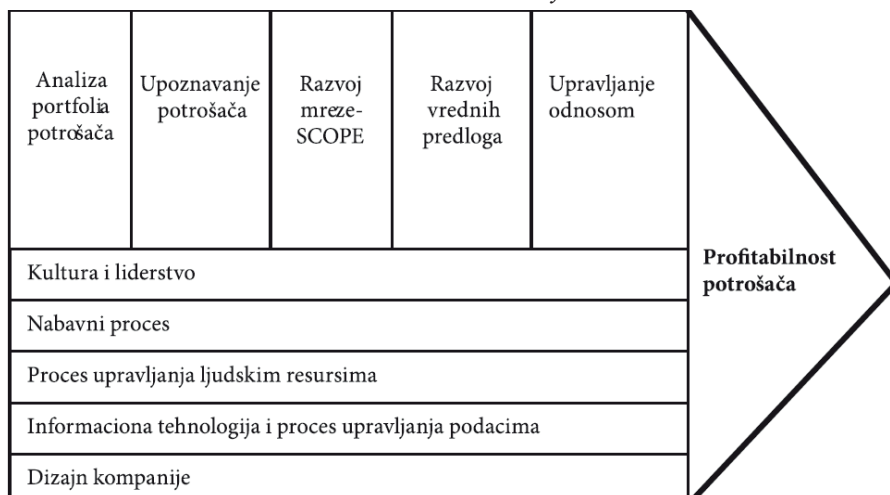 Analiza
portfolia
potrošača
Upoznavanje
potrošača
Razvoj
mreze-
SCOPE
Razvoj
vrednih
predloga
Upravljanje
odnosom
Kultura i liderstvo
Nabavni proces
Proces upravljanja ljudskim resursima
Informaciona tehnologija i proces upravljanja podacima
Dizajn kompanije
Profitabilnost
potrošača